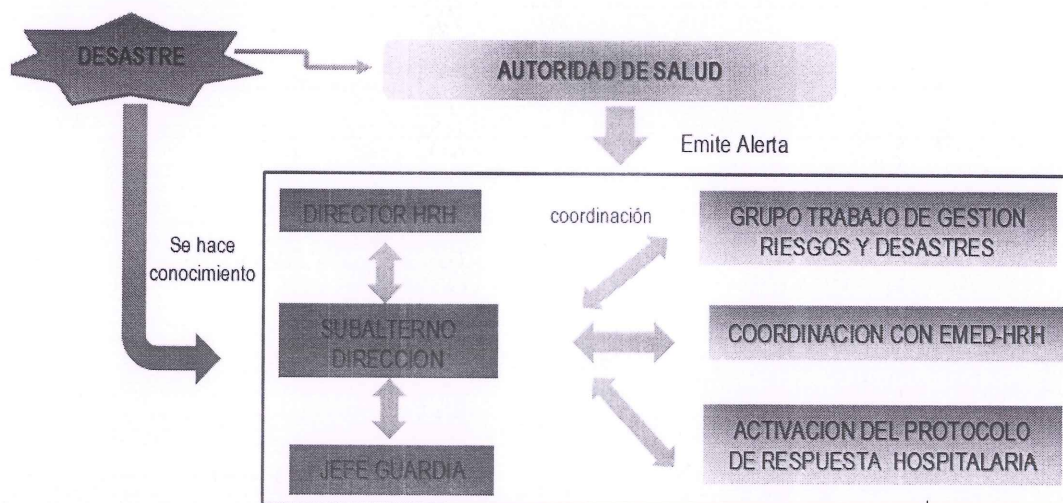 DESASTRE
AUTORIDAD DE SALUD
Emite Alerta
Se hace
conocimiento
DIRECTOR HRH
SUBALTERNO
DIRECCION
JEFE GUARDIA
coordinación
GRUPO TRABAJO DE GESTION
RIESGOS Y DESASTRES
COORDINACION CON EMED-HRH
ACTIVACION DEL PROTOCOLO
DE RESPUESTA HOSPITALARIA